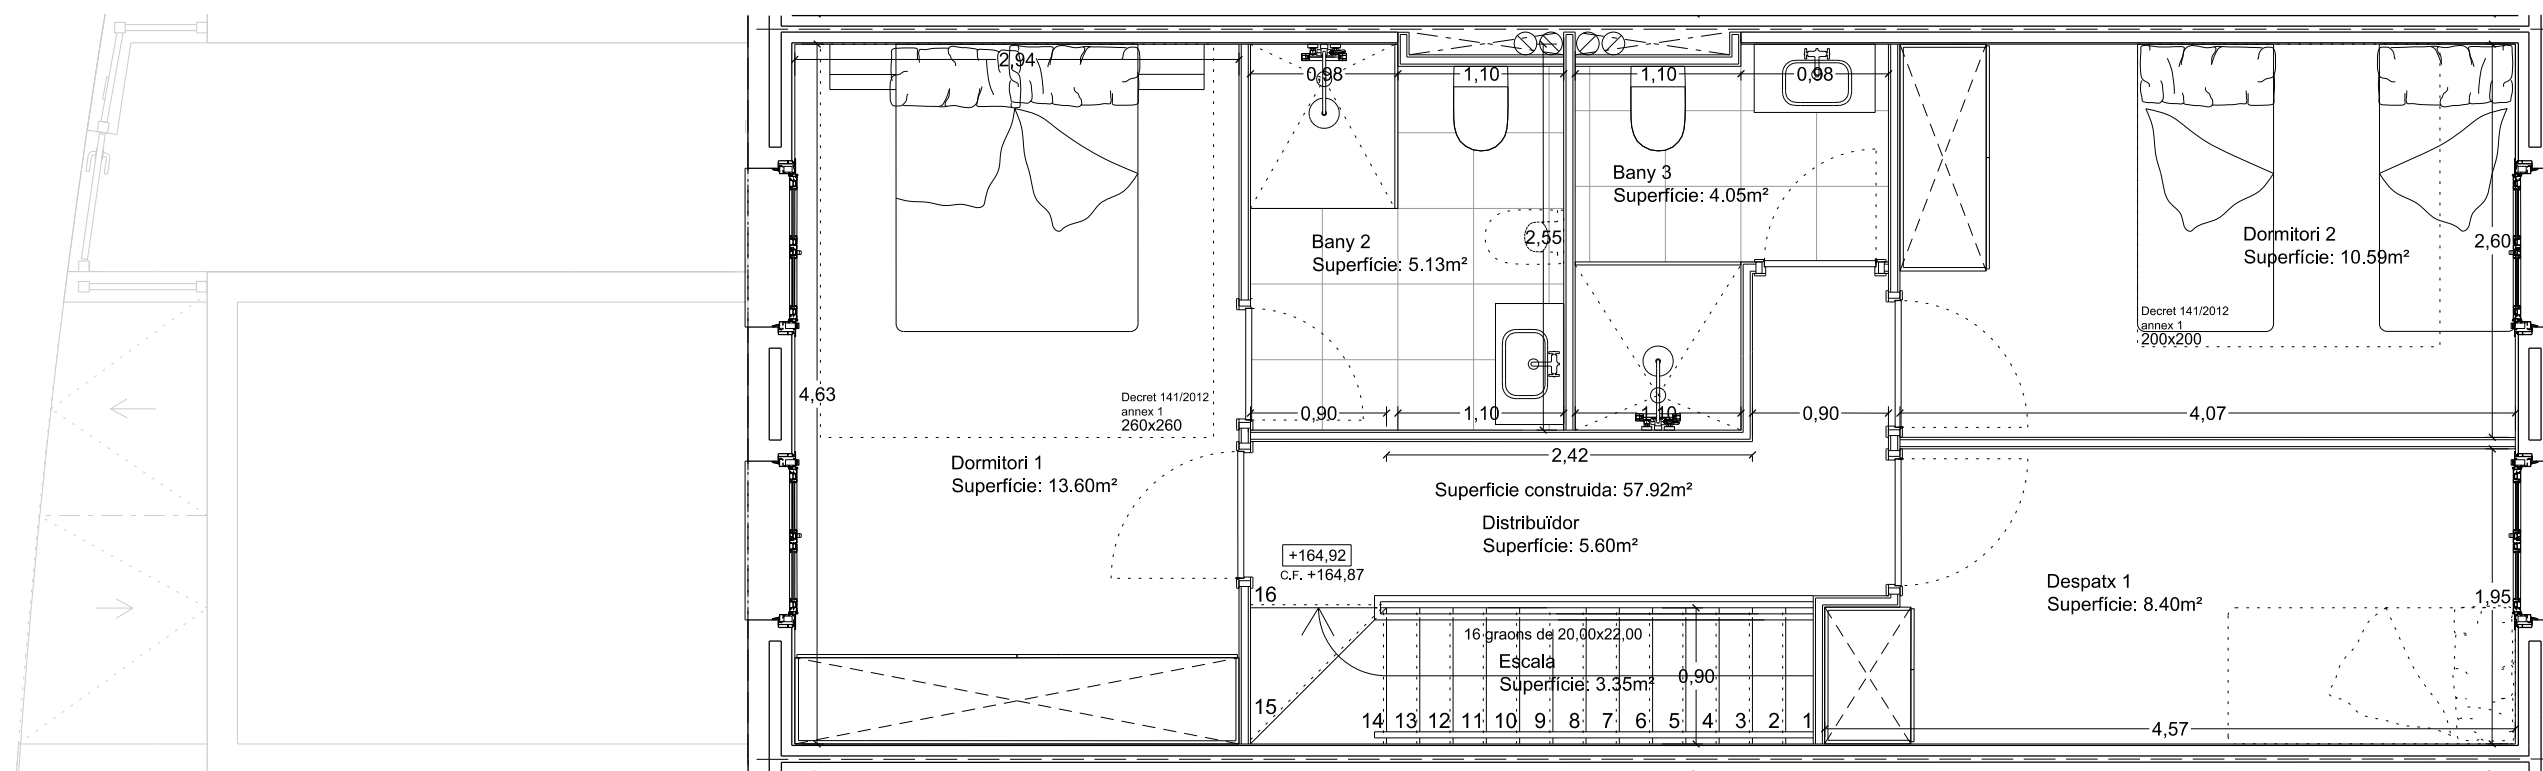 2,94
0,98
1,10
1,10
0,98
Bany 3
Superfície: 4.05m²
Bany 2
Superfície: 5.13m²
2,55
Dormitori 2
Superfície: 10.59m²
2,60
Decret 141/2012
annex 1
200x200
4,63
Decret 141/2012
annex 1
260x260
0,90
1,10
1,10
0,90
4,07
Dormitori 1
Superfície: 13.60m²
2,42
Superficie construida: 57.92m²
Distribuïdor
Superfície: 5.60m²
+164,92
C.F. +164,87
Despatx 1
Superfície: 8.40m²
1,95
16
16 graons de 20,00x22,00
Escala
Superfície: 3.35m²
0,90
15
14 13 12 11 10 9 8 7 6 5 4 3 2 1
4,57